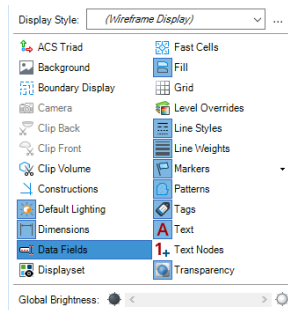 Display Style: (Wireframe Display) ...
ACS Triad
Background
Boundary Display
Camera
Clip Back
Clip Front
Clip Volume
Constructions
Default Lighting
Dimensions
Data Fields
Displayset
Fast Cells
Fill
Grid
Level Overrides
Line Styles
Line Weights
Markers
Patterns
Tags
A Text
1+ Text Nodes
Transparency
Global Brightness: